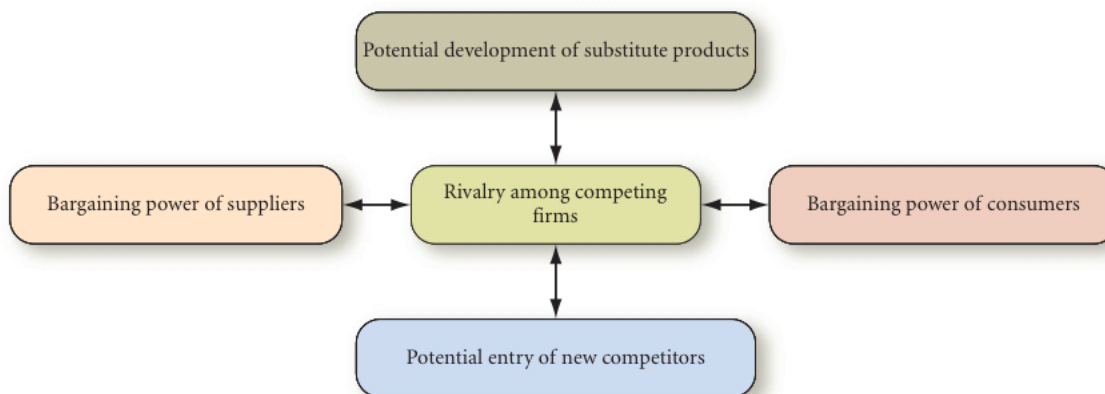 Potential development of substitute products
Bargaining power of suppliers
Rivalry among competing
firms
Bargaining power of consumers
Potential entry of new competitors